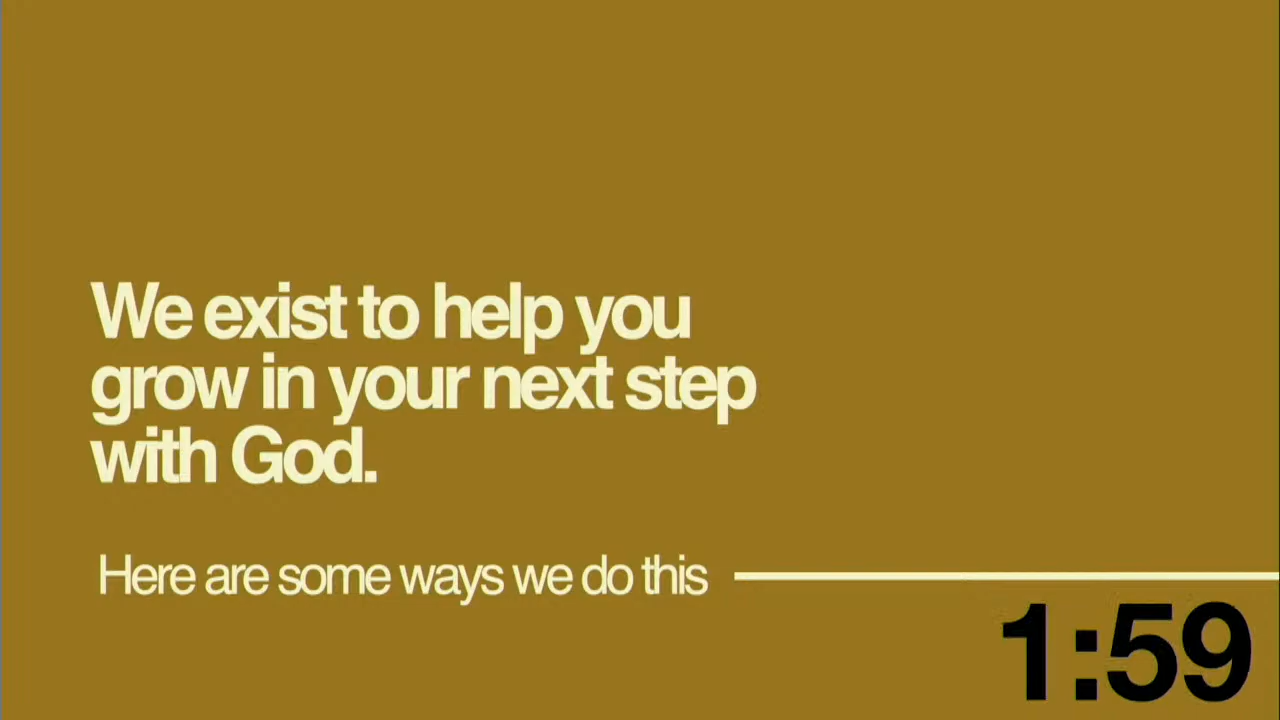 We exist to help you
grow in your next step
with God.
Here are some ways we do this
1:59